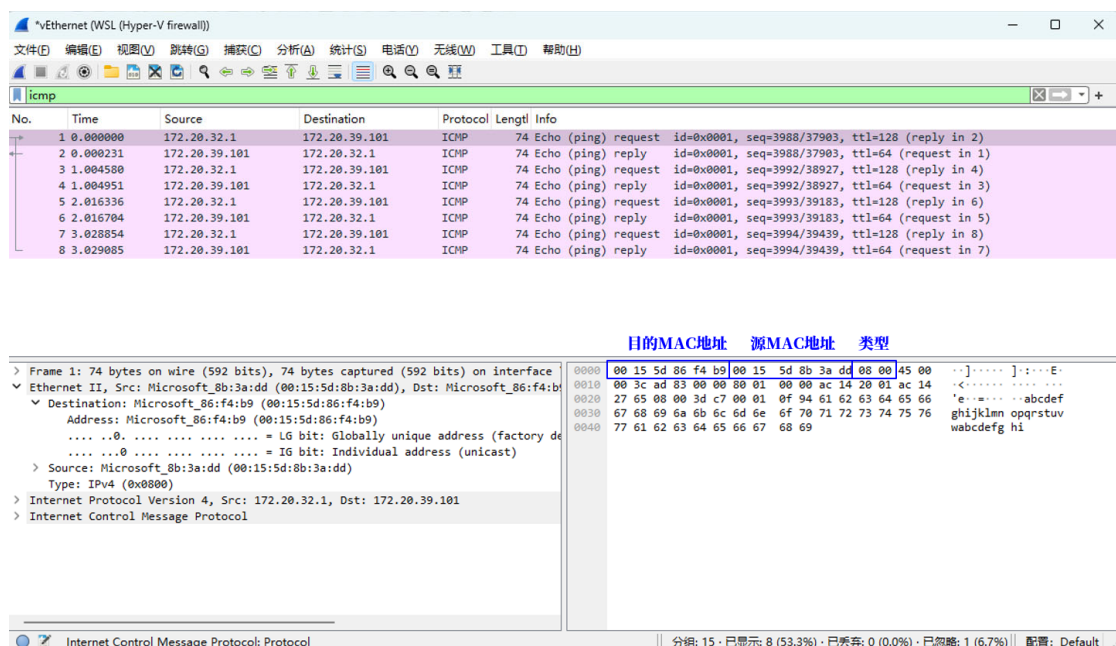 *vEthernet (WSL (Hyper-V firewall))
文件(F) 编辑(E) 视图(V) 跳转(G) 捕获(C) 分析(A) 统计(S) 电话(Y) 无线(W) 工具(T) 帮助(H)
icmp
No. Time Source Destination Protocol Lengtl Info
1 0.000000 172.20.32.1 172.20.39.101 ICMP 74 Echo (ping) request id=0x0001, seq=3988/37903, ttl=128 (reply in 2)
2 0.000231 172.20.39.101 172.20.32.1 ICMP 74 Echo (ping) reply id=0x0001, seq=3988/37903, ttl=64 (request in 1)
3 1.004580 172.20.32.1 172.20.39.101 ICMP 74 Echo (ping) request id=0x0001, seq=3992/38927, ttl=128 (reply in 4)
4 1.004951 172.20.39.101 172.20.32.1 ICMP 74 Echo (ping) reply id=0x0001, seq=3992/38927, ttl=64 (request in 3)
5 2.016336 172.20.32.1 172.20.39.101 ICMP 74 Echo (ping) request id=0x0001, seq=3993/39183, ttl=128 (reply in 6)
6 2.016704 172.20.39.101 172.20.32.1 ICMP 74 Echo (ping) reply id=0x0001, seq=3993/39183, ttl=64 (request in 5)
7 3.028854 172.20.32.1 172.20.39.101 ICMP 74 Echo (ping) request id=0x0001, seq=3994/39439, ttl=128 (reply in 8)
8 3.029085 172.20.39.101 172.20.32.1 ICMP 74 Echo (ping) reply id=0x0001, seq=3994/39439, ttl=64 (request in 7)
目的MAC地址 源MAC地址 类型
Frame 1: 74 bytes on wire (592 bits), 74 bytes captured (592 bits) on interface
Ethernet II, Src: Microsoft_8b:3a:dd (00:15:5d:8b:3a:dd), Dst: Microsoft_86:f4:b9
Destination: Microsoft_86:f4:b9 (00:15:5d:86:f4:b9)
Address: Microsoft_86:f4:b9 (00:15:5d:86:f4:b9)
.... ..0. .... .... .... .... = LG bit: Globally unique address (factory de
.... ...0 .... .... .... .... = IG bit: Individual address (unicast)
Source: Microsoft_8b:3a:dd (00:15:5d:8b:3a:dd)
Type: IPv4 (0x0800)
Internet Protocol Version 4, Src: 172.20.32.1, Dst: 172.20.39.101
Internet Control Message Protocol
0000 00 15 5d 86 f4 b9 00 15 5d 8b 3a dd 08 00 45 00 ··]····· ]·:···E·
0010 00 3c ad 83 00 00 80 01 00 00 ac 14 20 01 ac 14 ·<······ ···· ···
0020 27 65 08 00 3d c7 00 01 0f 94 61 62 63 64 65 66 'e··=··· ··abcdef
0030 67 68 69 6a 6b 6c 6d 6e 6f 70 71 72 73 74 75 76 ghijklmn opqrstuv
0040 77 61 62 63 64 65 66 67 68 69 wabcdefg hi
Internet Control Message Protocol: Protocol 分组: 15 · 已显示: 8 (53.3%) · 已丢弃: 0 (0.0%) · 已忽略: 1 (6.7%) 配置: Default